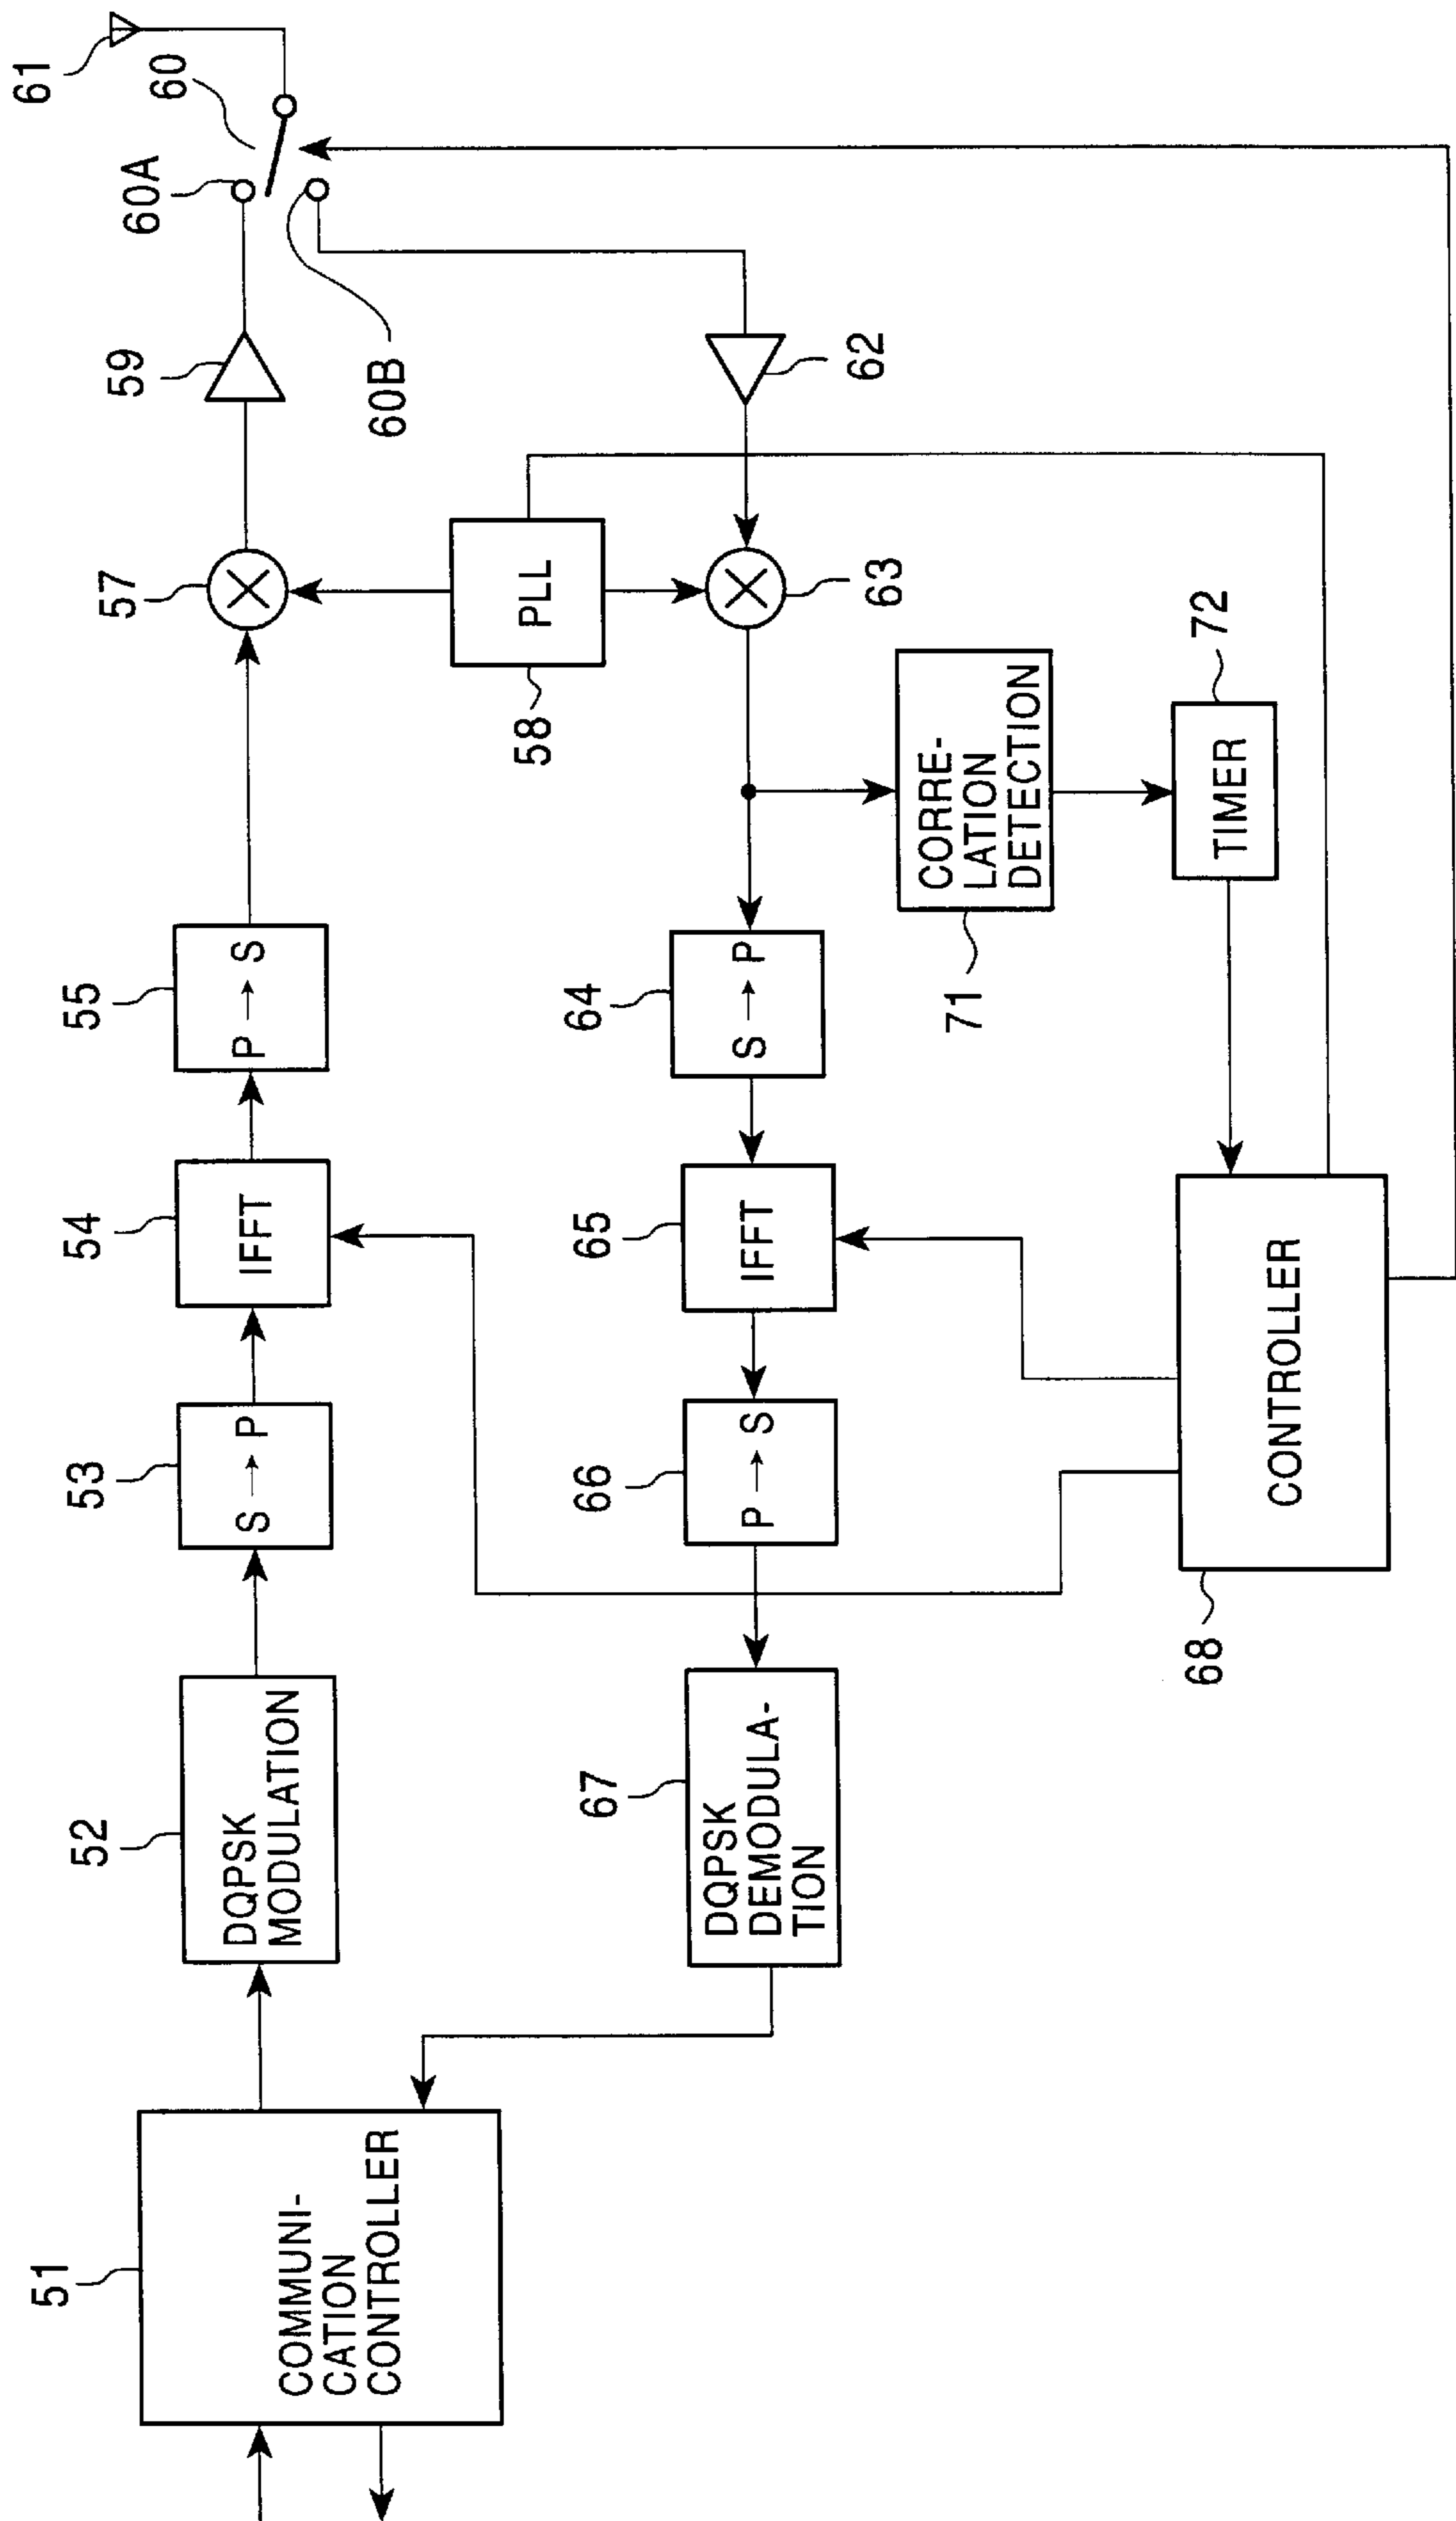 51
COMMUNI-
CATION
CONTROLLER
52
DQPSK
MODULATION
53
S → P
54
IFFT
55
P → S
57
58
PLL
59
60A
60
61
60B
62
63
64
S → P
65
IFFT
66
P → S
67
DQPSK
DEMODULA-
TION
71
CORRE-
LATION
DETECTION
72
TIMER
68
CONTROLLER